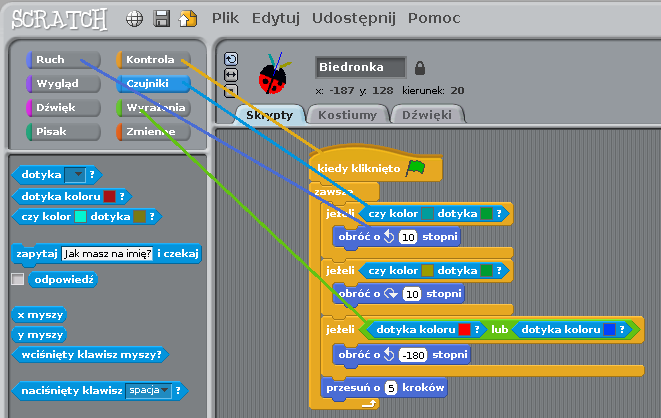 SCRATCH Plik Edytuj Udostępnij Pomoc
Ruch Kontrola
Wygląd Czujniki
Dźwięk Wyrażenia
Pisak Zmienne
dotyka ?
dotyka koloru ?
czy kolor dotyka ?
zapytaj Jak masz na imię? i czekaj
odpowiedź
x myszy
y myszy
wciśnięty klawisz myszy?
naciśnięty klawisz spacja ?
Biedronka
x: -187 y: 128 kierunek: 20
Skrypty Kostiumy Dźwięki
kiedy kliknięto
zawsze
jeżeli czy kolor dotyka ?
obróć o 10 stopni
jeżeli czy kolor dotyka ?
obróć o 10 stopni
jeżeli dotyka koloru ? lub dotyka koloru ?
obróć o -180 stopni
przesuń o 5 kroków